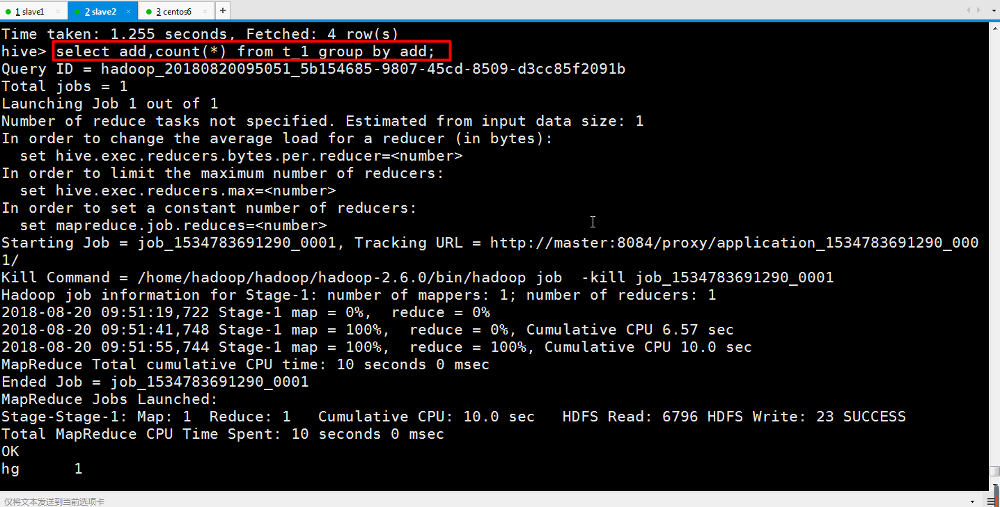 1 slave1 × 2 slave2 × 3 centos6 × +
Time taken: 1.255 seconds, Fetched: 4 row(s)
hive> select add,count(*) from t_1 group by add;
Query ID = hadoop_20180820095051_5b154685-9807-45cd-8509-d3cc85f2091b
Total jobs = 1
Launching Job 1 out of 1
Number of reduce tasks not specified. Estimated from input data size: 1
In order to change the average load for a reducer (in bytes):
  set hive.exec.reducers.bytes.per.reducer=<number>
In order to limit the maximum number of reducers:
  set hive.exec.reducers.max=<number>
In order to set a constant number of reducers:
  set mapreduce.job.reduces=<number>
Starting Job = job_1534783691290_0001, Tracking URL = http://master:8084/proxy/application_1534783691290_000
1/
Kill Command = /home/hadoop/hadoop/hadoop-2.6.0/bin/hadoop job  -kill job_1534783691290_0001
Hadoop job information for Stage-1: number of mappers: 1; number of reducers: 1
2018-08-20 09:51:19,722 Stage-1 map = 0%,  reduce = 0%
2018-08-20 09:51:41,748 Stage-1 map = 100%,  reduce = 0%, Cumulative CPU 6.57 sec
2018-08-20 09:51:55,744 Stage-1 map = 100%,  reduce = 100%, Cumulative CPU 10.0 sec
MapReduce Total cumulative CPU time: 10 seconds 0 msec
Ended Job = job_1534783691290_0001
MapReduce Jobs Launched:
Stage-Stage-1: Map: 1  Reduce: 1   Cumulative CPU: 10.0 sec   HDFS Read: 6796 HDFS Write: 23 SUCCESS
Total MapReduce CPU Time Spent: 10 seconds 0 msec
OK
hg      1
仅将文本发送到当前选项卡